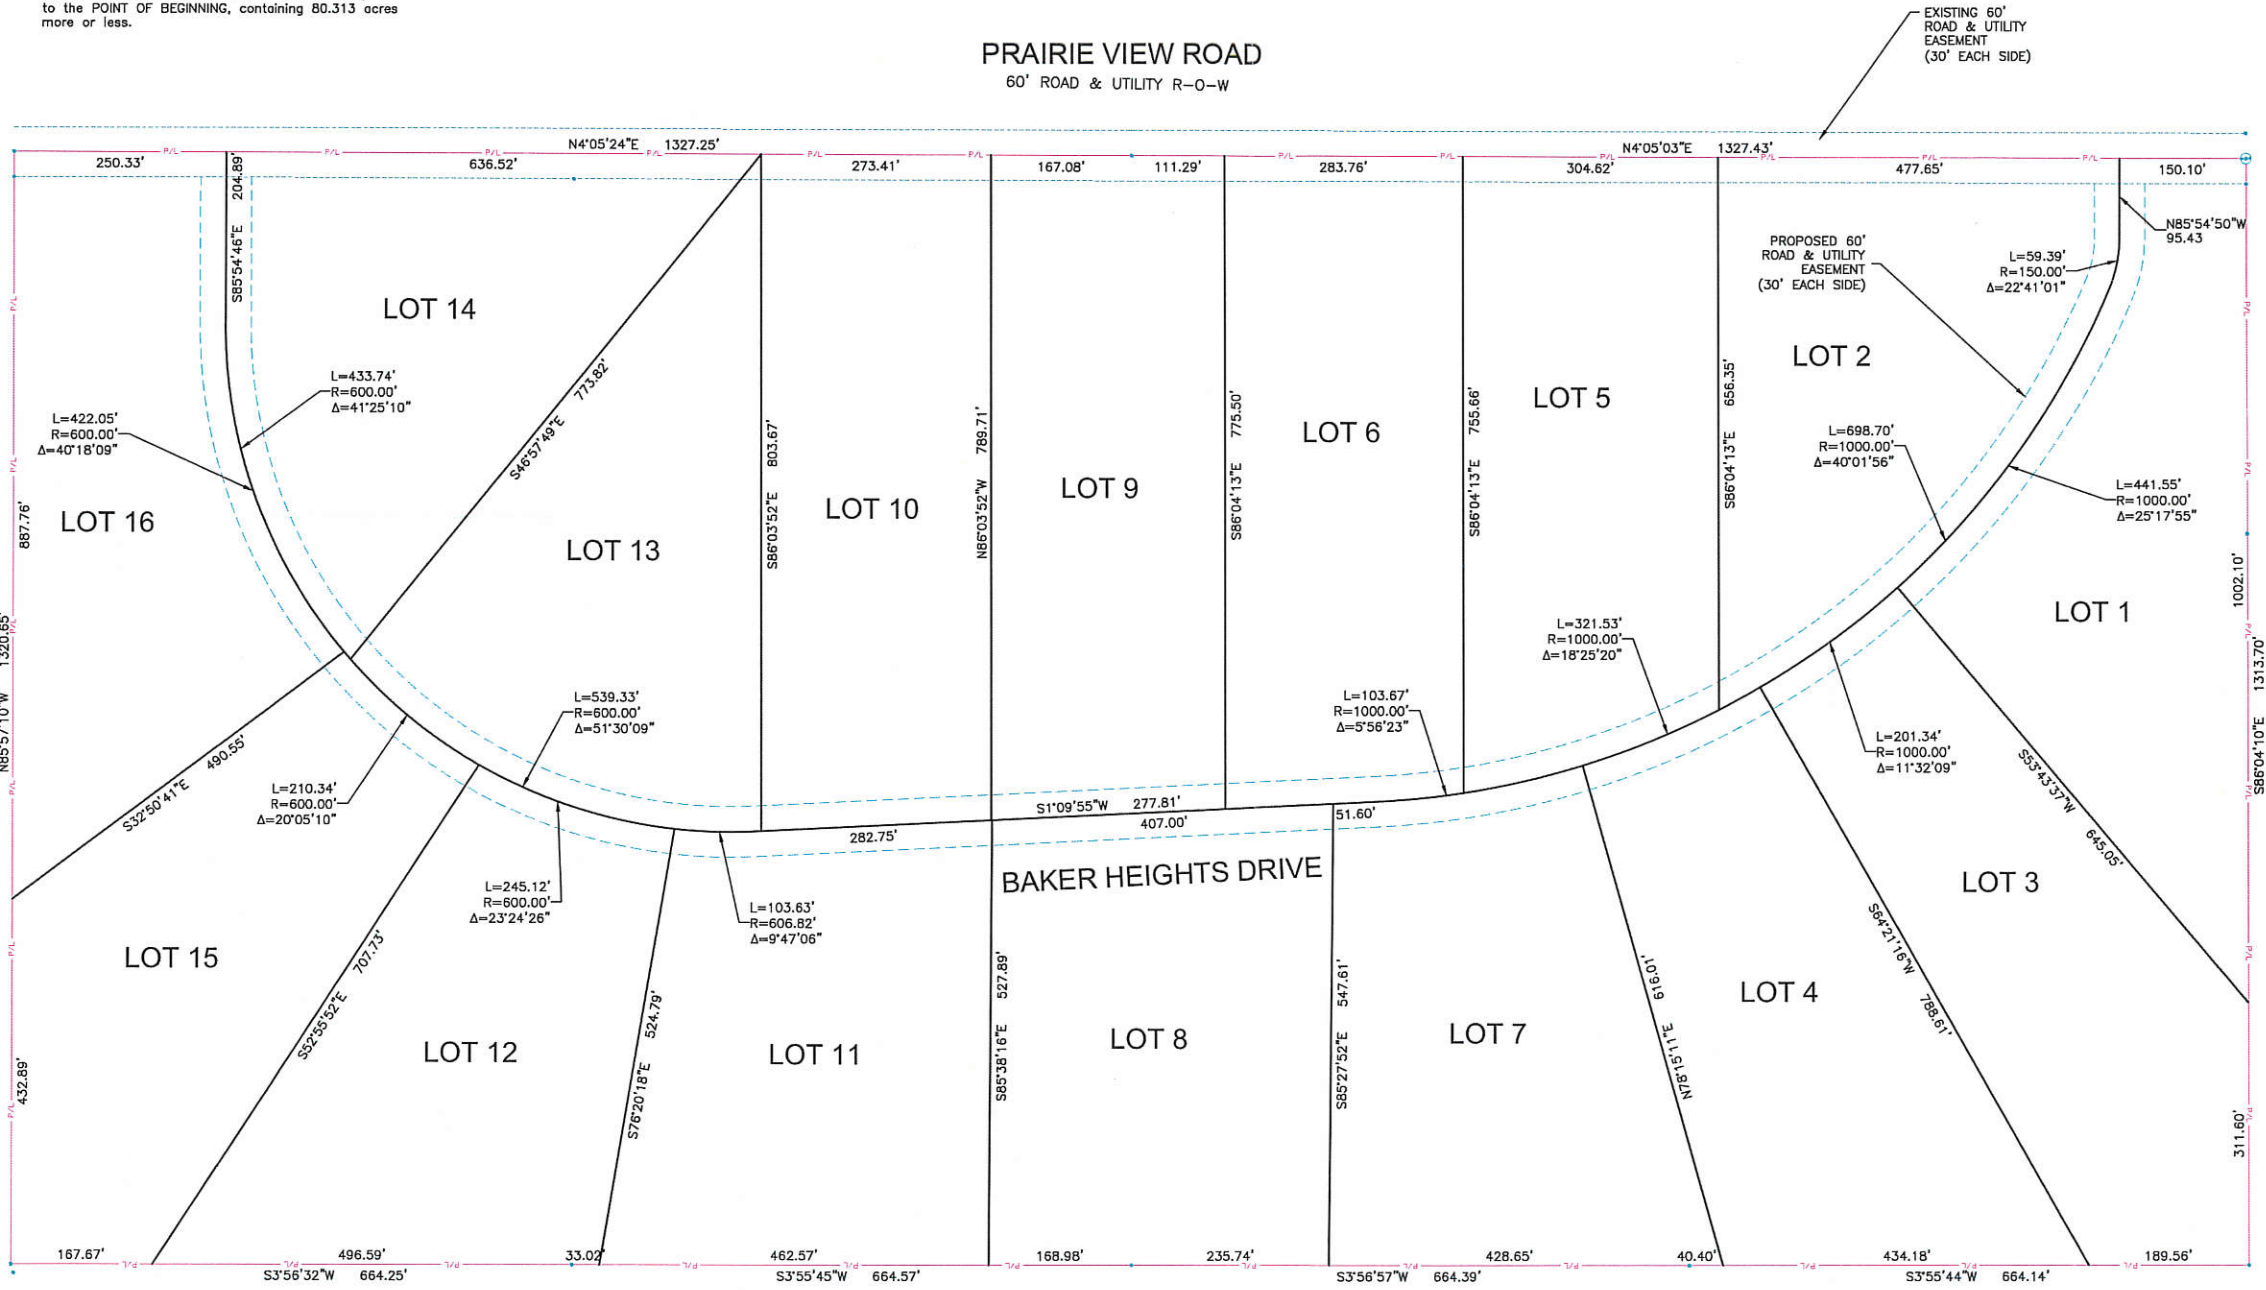 to the POINT OF BEGINNING, containing 80.313 acres
more or less.
PRAIRIE VIEW ROAD
60' ROAD & UTILITY R-O-W
EXISTING 60'
ROAD & UTILITY
EASEMENT
(30' EACH SIDE)
N4°05'24"E 1327.25'
N4°05'03"E 1327.43'
250.33'
636.52'
273.41'
167.08'
111.29'
283.76'
304.62'
477.65'
150.10'
S85°54'46"E 204.89'
N85°54'50"W
95.43
PROPOSED 60'
ROAD & UTILITY
EASEMENT
(30' EACH SIDE)
L=59.39'
R=150.00'
Δ=22°41'01"
LOT 14
LOT 2
LOT 5
LOT 6
LOT 9
LOT 10
LOT 13
LOT 16
LOT 1
L=433.74'
R=600.00'
Δ=41°25'10"
L=422.05'
R=600.00'
Δ=40°18'09"
S46°57'49"E 773.82'
S86°03'52"E 803.67'
N86°03'52"W 789.71'
S86°04'13"E 775.50'
S86°04'13"E 755.66'
S86°04'13"E 656.35'
L=698.70'
R=1000.00'
Δ=40°01'56"
L=441.55'
R=1000.00'
Δ=25°17'55"
887.76'
N85°57'10"W 1320.65'
1002.10'
S86°04'10"E 1313.70'
L=321.53'
R=1000.00'
Δ=18°25'20"
L=539.33'
R=600.00'
Δ=51°30'09"
L=103.67'
R=1000.00'
Δ=5°56'23"
L=201.34'
R=1000.00'
Δ=11°32'09"
S32°50'41"E 490.55'
L=210.34'
R=600.00'
Δ=20°05'10"
S1°09'55"W 277.81'
282.75'
407.00'
51.60'
BAKER HEIGHTS DRIVE
S53°43'37"W 645.05'
L=245.12'
R=600.00'
Δ=23°24'26"
L=103.63'
R=606.82'
Δ=9°47'06"
LOT 15
LOT 12
LOT 11
LOT 8
LOT 7
LOT 4
LOT 3
S52°55'52"E 707.73'
S76°20'18"E 524.79'
S85°38'16"E 527.89'
S85°27'52"E 547.61'
N78°15'11"E 616.01'
S64°21'16"W 788.61'
432.89'
311.60'
167.67'
496.59'
33.02'
462.57'
168.98'
235.74'
428.65'
40.40'
434.18'
189.56'
S3°56'32"W 664.25'
S3°55'45"W 664.57'
S3°56'57"W 664.39'
S3°55'44"W 664.14'